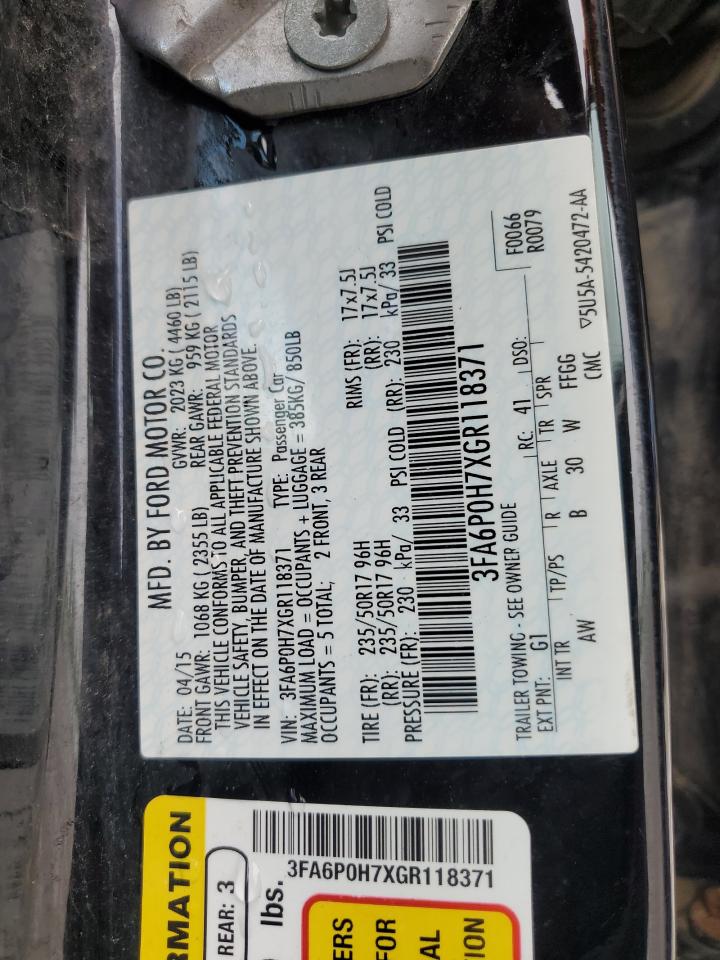 MFD. BY FORD MOTOR CO.
DATE: 04/15 GVWR: 2023 KG ( 4460 LB)
FRONT GAWR: 1068 KG ( 2355 LB) REAR GAWR: 959 KG ( 2115 LB)
THIS VEHICLE CONFORMS TO ALL APPLICABLE FEDERAL MOTOR
VEHICLE SAFETY, BUMPER, AND THEFT PREVENTION STANDARDS
IN EFFECT ON THE DATE OF MANUFACTURE SHOWN ABOVE.
VIN: 3FA6P0H7XGR118371 TYPE: Passenger Car
MAXIMUM LOAD = OCCUPANTS + LUGGAGE = 385KG/ 850LB
OCCUPANTS = 5 TOTAL; 2 FRONT, 3 REAR
TIRE (FR): 235/50R17 96H RIMS (FR): 17x7.5J
(RR): 235/50R17 96H (RR): 17x7.5J
PRESSURE (FR): 230 kPa/ 33 PSI COLD (RR): 230 kPa/ 33 PSI COLD
3FA6P0H7XGR118371
TRAILER TOWING - SEE OWNER GUIDE F0066
R0079
EXT PNT: G1 RC: 41 DSO:
INT TR TP/PS R AXLE TR SPR
AW B 30 W FFGG
CMC
▽5U5A-5420472-AA
RMATION
REAR: 3
lbs.
3FA6P0H7XGR118371
ERS
FOR
AL
ION